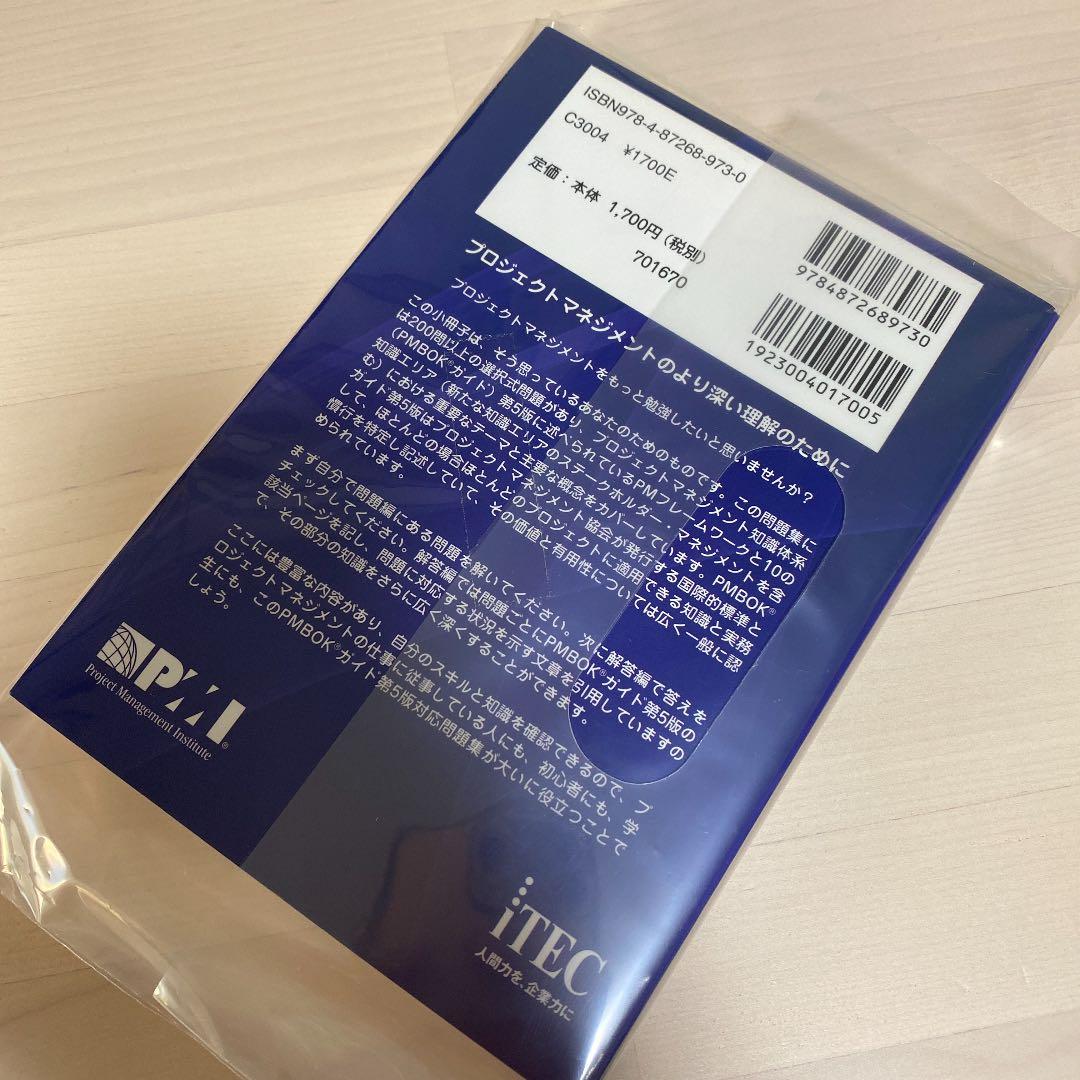 ISBN978-4-87268-973-0
C3004 ¥1700E
定価：本体 1,700円（税別）
701670
9784872689730
1923004017005
プロジェクトマネジメントのより深い理解のために
プロジェクトマネジメントをもっと勉強したいと思いませんか？
この小冊子は、そう思っているあなたのためのものです。この問題集に
は200問以上の選択式問題があり、プロジェクトマネジメント知識体系
（PMBOK®ガイド）第5版に述べられているPMフレームワークと10の
知識エリア（新たな知識エリアのステークホルダー・マネジメントを含
む）における重要なテーマと主要な概念をカバーしています。PMBOK®
ガイド第5版はプロジェクトマネジメント協会が発行する国際的標準と
して、ほとんどの場合ほとんどのプロジェクトに適用できる知識と実務
慣行を特定し記述していて、その価値と有用性については広く一般に認
められています。
まず自分で問題編にある問題を解いてください。次に解答編で答えを
チェックしてください。解答編では問題ごとにPMBOK®ガイド第5版の
該当ページを記し、問題に対応する状況を示す文章を引用していますの
で、その部分の知識をさらに広く深くすることができます。
ここには豊富な内容があり、自分のスキルと知識を確認できるので、プ
ロジェクトマネジメントの仕事に従事している人にも、初心者にも、学
生にも、このPMBOK®ガイド第5版対応問題集が大いに役立つことで
しょう。
PMI®
Project Management Institute
iTEC
人間力を、企業力に